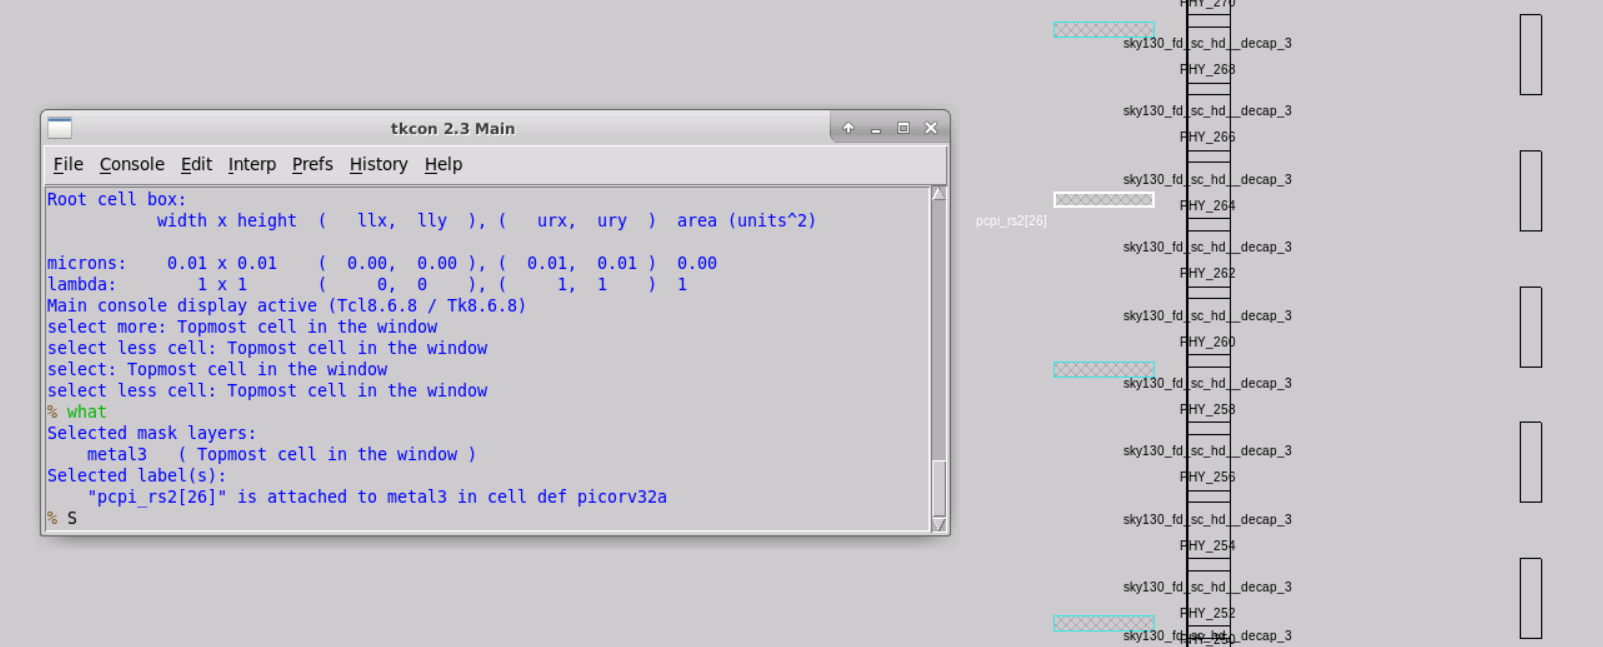 PHY_270
sky130_fd_sc_hd__decap_3
PHY_268
sky130_fd_sc_hd__decap_3
PHY_266
sky130_fd_sc_hd__decap_3
PHY_264
pcpi_rs2[26]
sky130_fd_sc_hd__decap_3
PHY_262
sky130_fd_sc_hd__decap_3
PHY_260
sky130_fd_sc_hd__decap_3
PHY_258
sky130_fd_sc_hd__decap_3
PHY_256
sky130_fd_sc_hd__decap_3
PHY_254
sky130_fd_sc_hd__decap_3
PHY_252
sky130_fd_sc_hd__decap_3
PHY_250
tkcon 2.3 Main
File Console Edit Interp Prefs History Help
Root cell box:
width x height ( llx, lly ), ( urx, ury ) area (units^2)
microns: 0.01 x 0.01 ( 0.00, 0.00 ), ( 0.01, 0.01 ) 0.00
lambda: 1 x 1 ( 0, 0 ), ( 1, 1 ) 1
Main console display active (Tcl8.6.8 / Tk8.6.8)
select more: Topmost cell in the window
select less cell: Topmost cell in the window
select: Topmost cell in the window
select less cell: Topmost cell in the window
% what
Selected mask layers:
metal3 ( Topmost cell in the window )
Selected label(s):
"pcpi_rs2[26]" is attached to metal3 in cell def picorv32a
% S